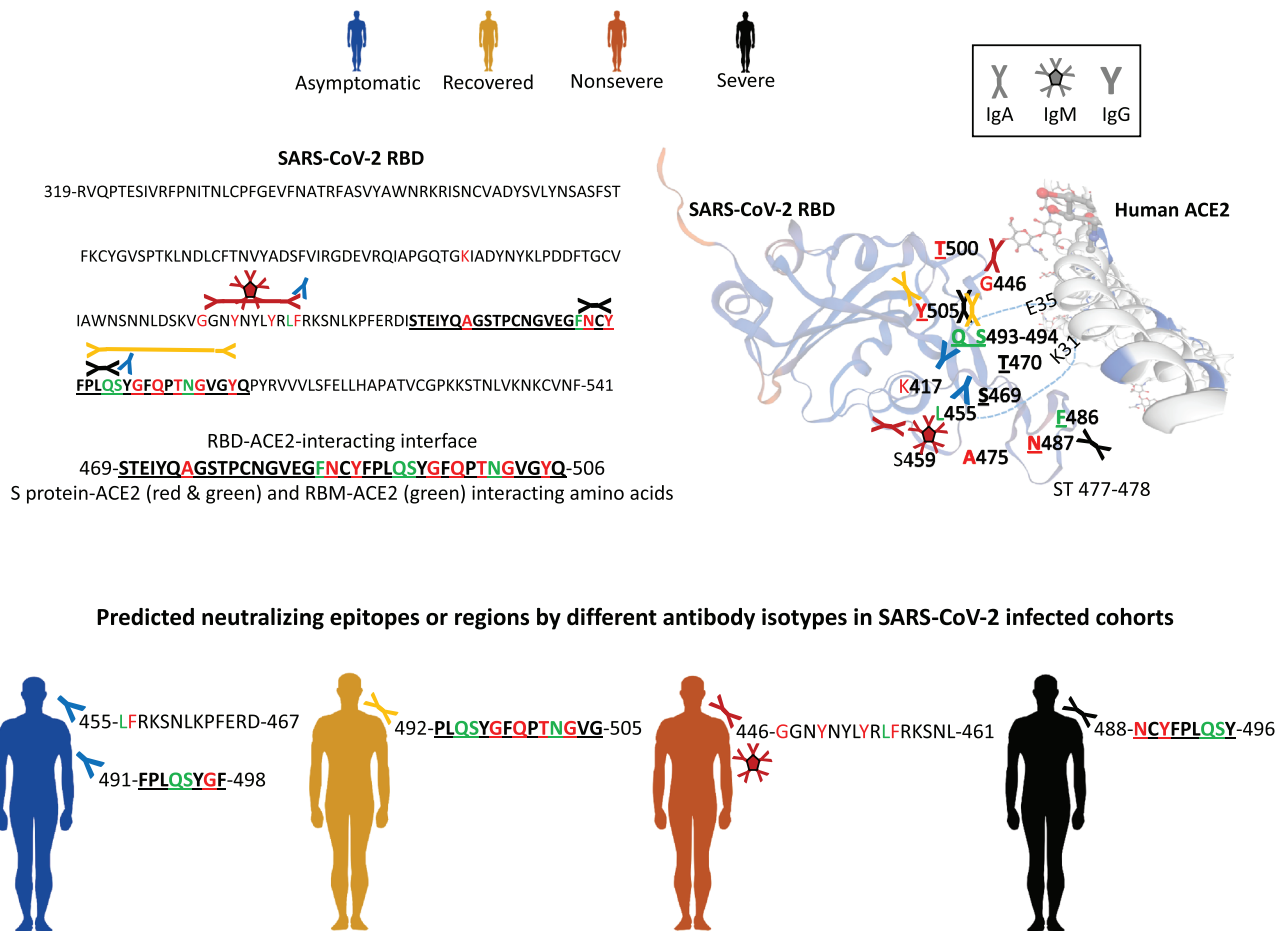 Asymptomatic Recovered Nonsevere Severe
IgA IgM IgG
SARS-CoV-2 RBD
319-RVQPTESIVRFPNITNLCPFGEVFNATRFASVYAWNRKRISNCVADYSVLYNSASFST
FKCYGVSPTKLNDLCFTNVYADSFVIRGDEVRQIAPGQTGKIADYNYKLPDDFTGCV
IAWNSNNLDSKVGGNYNYLYRLFRKSNLKPFERDISTEIYQAGSTPCNGVEGFNCY
FPLQSYGFQPTNGVGYQPYRVVVLSFELLHAPATVCGPKKSTNLVKNKCVNF-541
RBD-ACE2-interacting interface
469-STEIYQAGSTPCNGVEGFNCYFPLQSYGFQPTNGVGYQ-506
S protein-ACE2 (red & green) and RBM-ACE2 (green) interacting amino acids
SARS-CoV-2 RBD
Human ACE2
T500
G446
Y505
E35
Q S493-494
K31
T470
K417
S469
L455
F486
N487
S459
A475
ST 477-478
Predicted neutralizing epitopes or regions by different antibody isotypes in SARS-CoV-2 infected cohorts
455-LFRKSNLKPFERD-467
491-FPLQSYGF-498
492-PLQSYGFQPTNGVG-505
446-GGNYNYLYRLFRKSNL-461
488-NCYFPLQSY-496